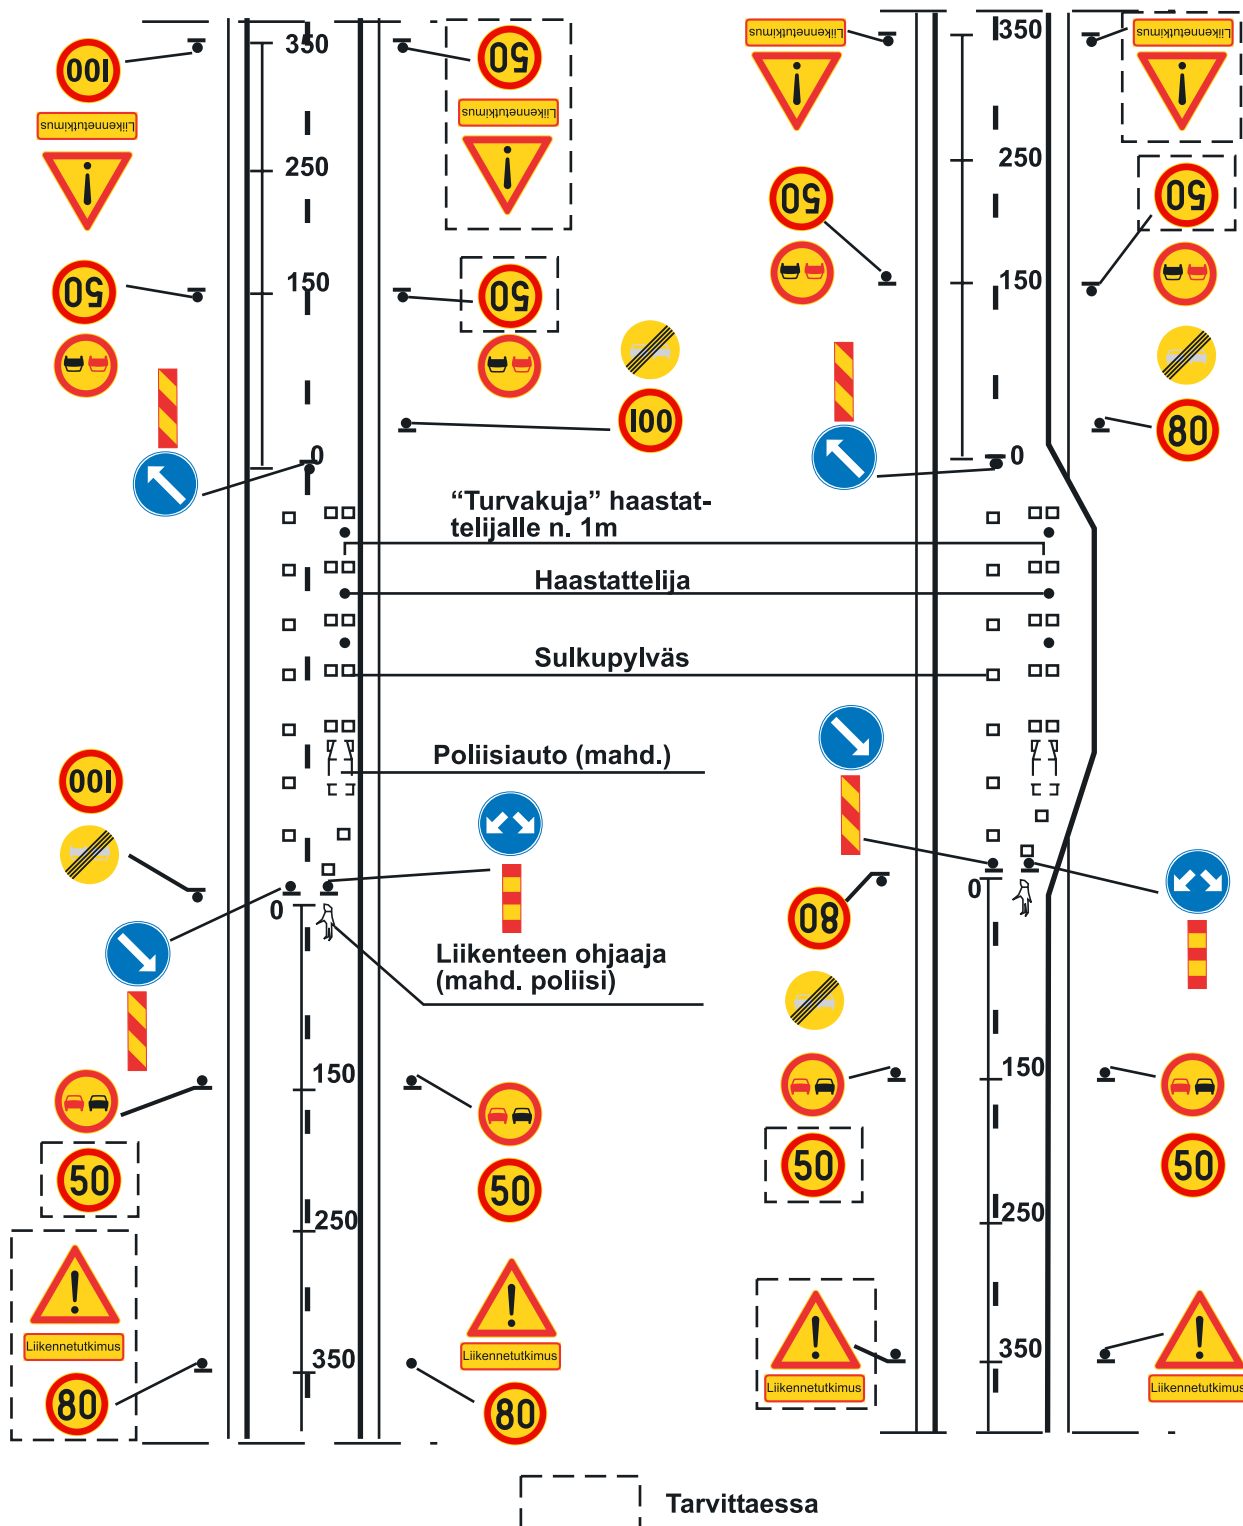 350
50
350
100
Liikennetutkimus
Liikennetutkimus
Liikennetutkimus
Liikennetutkimus
250
250
50
50
150
50
50
150
100
80
0
0
“Turvakuja” haastat-
telijalle n. 1m
Haastattelija
Sulkupylväs
Poliisiauto (mahd.)
100
0
0
80
Liikenteen ohjaaja
(mahd. poliisi)
150
150
50
50
50
50
250
250
Liikennetutkimus
Liikennetutkimus
350
350
Liikennetutkimus
Liikennetutkimus
80
80
Tarvittaessa